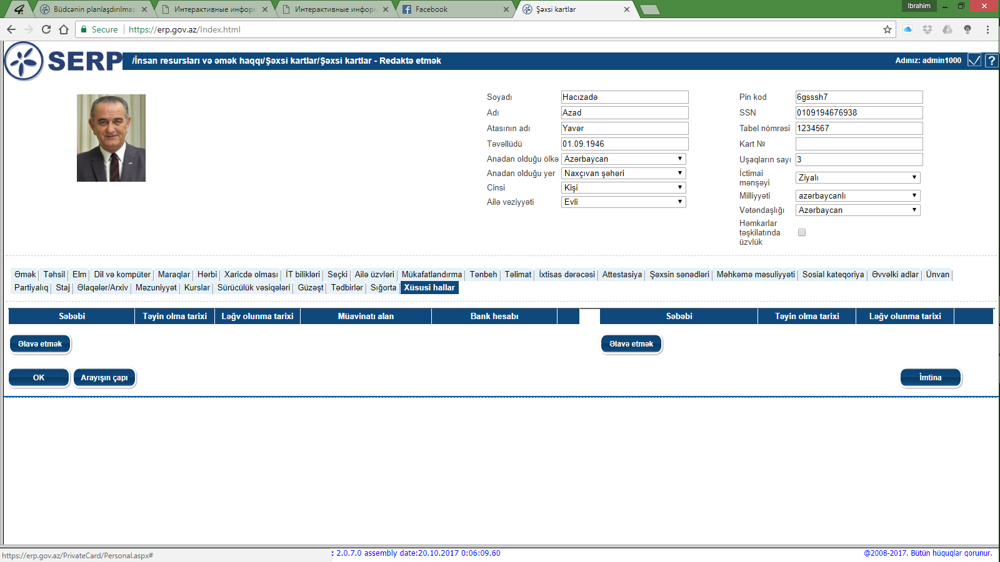 Büdcənin planlaşdırılmas
Интерактивные информ
Интерактивные информ
Facebook
Şəxsi kartlar
Ibrahim
Secure
https://erp.gov.az/Index.html
SERP
/İnsan resursları və əmək haqqı/Şəxsi kartlar/Şəxsi kartlar - Redaktə etmək
Adınız: admin1000
?
Soyadı Hacızadə
Adı Azad
Atasının adı Yavər
Təvəllüdü 01.09.1946
Anadan olduğu ölkə Azərbaycan
Anadan olduğu yer Naxçıvan şəhəri
Cinsi Kişi
Ailə vəziyyəti Evli
Pin kod 6gsssh7
SSN 0109194676938
Tabel nömrəsi 1234567
Kart №
Uşaqların sayı 3
İctimai
mənşəyi
Ziyalı
Milliyyəti azərbaycanlı
Vətəndaşlığı Azərbaycan
Həmkarlar
təşkilatında
üzvlük
Əmək Təhsil Elm Dil və kompüter Maraqlar Hərbi Xaricdə olması İT bilikləri Seçki Ailə üzvləri Mükafatlandırma Tənbeh Təlimat İxtisas dərəcəsi Attestasiya Şəxsin sənədləri Məhkəmə məsuliyyəti Sosial kateqoriya Əvvəlki adlar Ünvan
Partiyalıq Staj Əlaqələr/Arxiv Məzuniyyət Kurslar Sürücülük vəsiqələri Güzəşt Tədbirlər Sığorta Xüsusi hallar
Səbəbi Təyin olma tarixi Ləğv olunma tarixi Müavinatı alan Bank hesabı
Səbəbi Təyin olma tarixi Ləğv olunma tarixi
Əlavə etmək
Əlavə etmək
OK Arayışın çapı
İmtina
https://erp.gov.az/PrivateCard/Personal.aspx#
: 2.0.7.0 assembly date:20.10.2017 0:06:09.60
@2008-2017. Bütün hüquqlar qorunur.